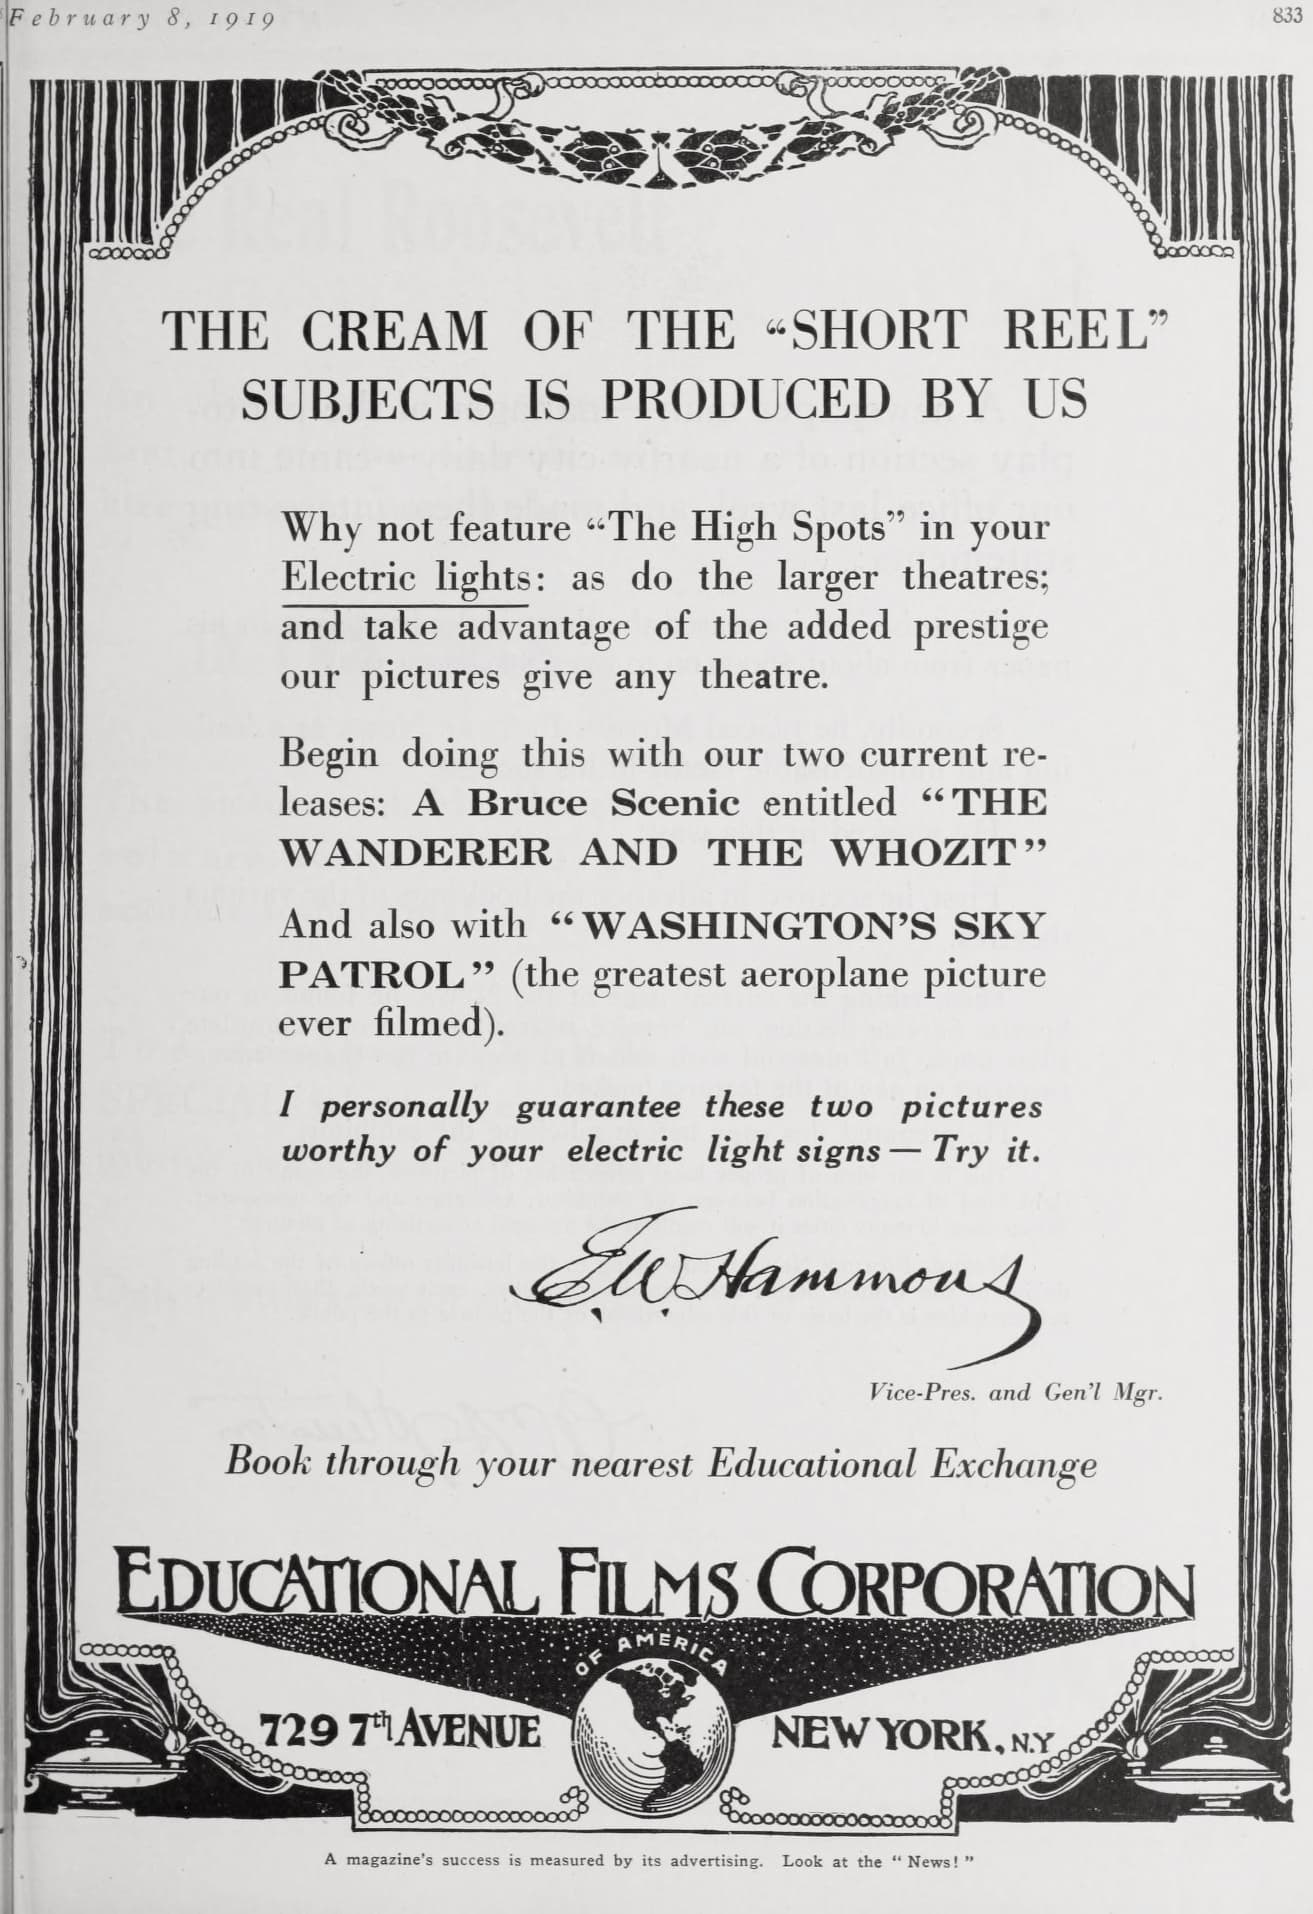 February 8, 1919
833
THE CREAM OF THE “SHORT REEL”
SUBJECTS IS PRODUCED BY US
Why not feature “The High Spots” in your
Electric lights: as do the larger theatres;
and take advantage of the added prestige
our pictures give any theatre.
Begin doing this with our two current re-
leases: A Bruce Scenic entitled “THE
WANDERER AND THE WHOZIT”
And also with “WASHINGTON’S SKY
PATROL” (the greatest aeroplane picture
ever filmed).
I personally guarantee these two pictures
worthy of your electric light signs — Try it.
E. W. Hammons
Vice-Pres. and Gen’l Mgr.
Book through your nearest Educational Exchange
EDUCATIONAL FILMS CORPORATION
OF AMERICA
729 7th AVENUE NEW YORK, N.Y
A magazine’s success is measured by its advertising. Look at the “News!”